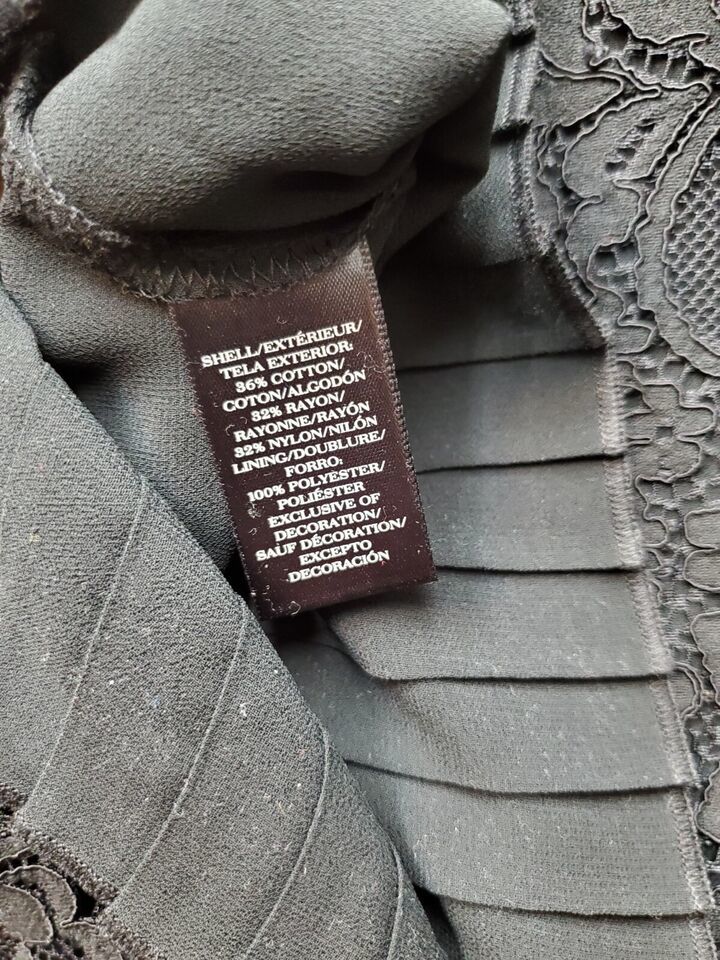 SHELL/EXTÉRIEUR/
TELA EXTERIOR:
36% COTTON/
COTON/ALGODÓN
32% RAYON/
RAYONNE/RAYÓN
32% NYLON/NILÓN
LINING/DOUBLURE/
FORRO:
100% POLYESTER/
POLIÉSTER
EXCLUSIVE OF
DECORATION/
SAUF DÉCORATION/
EXCEPTO
DECORACIÓN